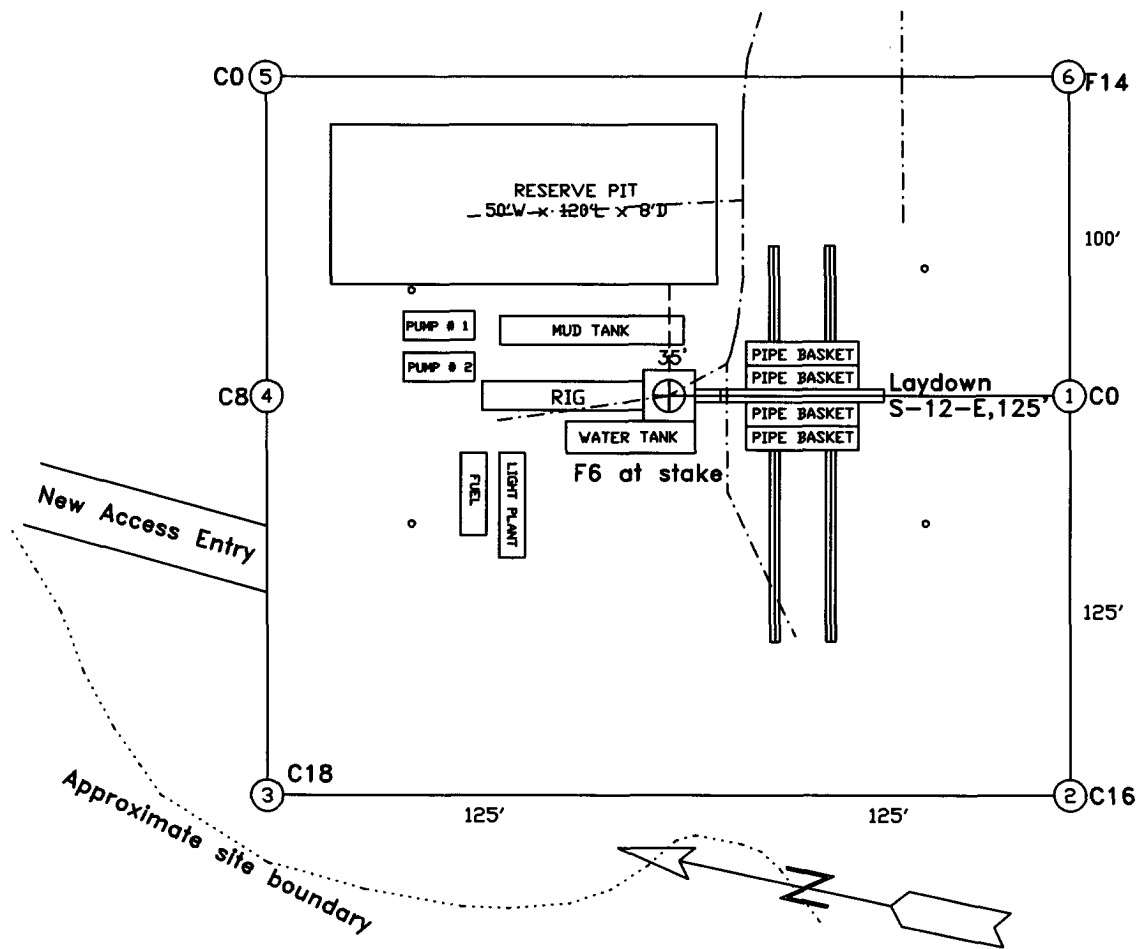 C0 5
6 F14
RESERVE PIT
50'W x 120'L x 8'D
100'
PUMP # 1
MUD TANK
PUMP # 2
35'
PIPE BASKET
PIPE BASKET
C8 4
RIG
Laydown
S-12-E,125'
1 C0
PIPE BASKET
PIPE BASKET
WATER TANK
F6 at stake
FUEL
LIGHT PLANT
New Access Entry
125'
C18
3
2 C16
125'
125'
Approximate site boundary
N